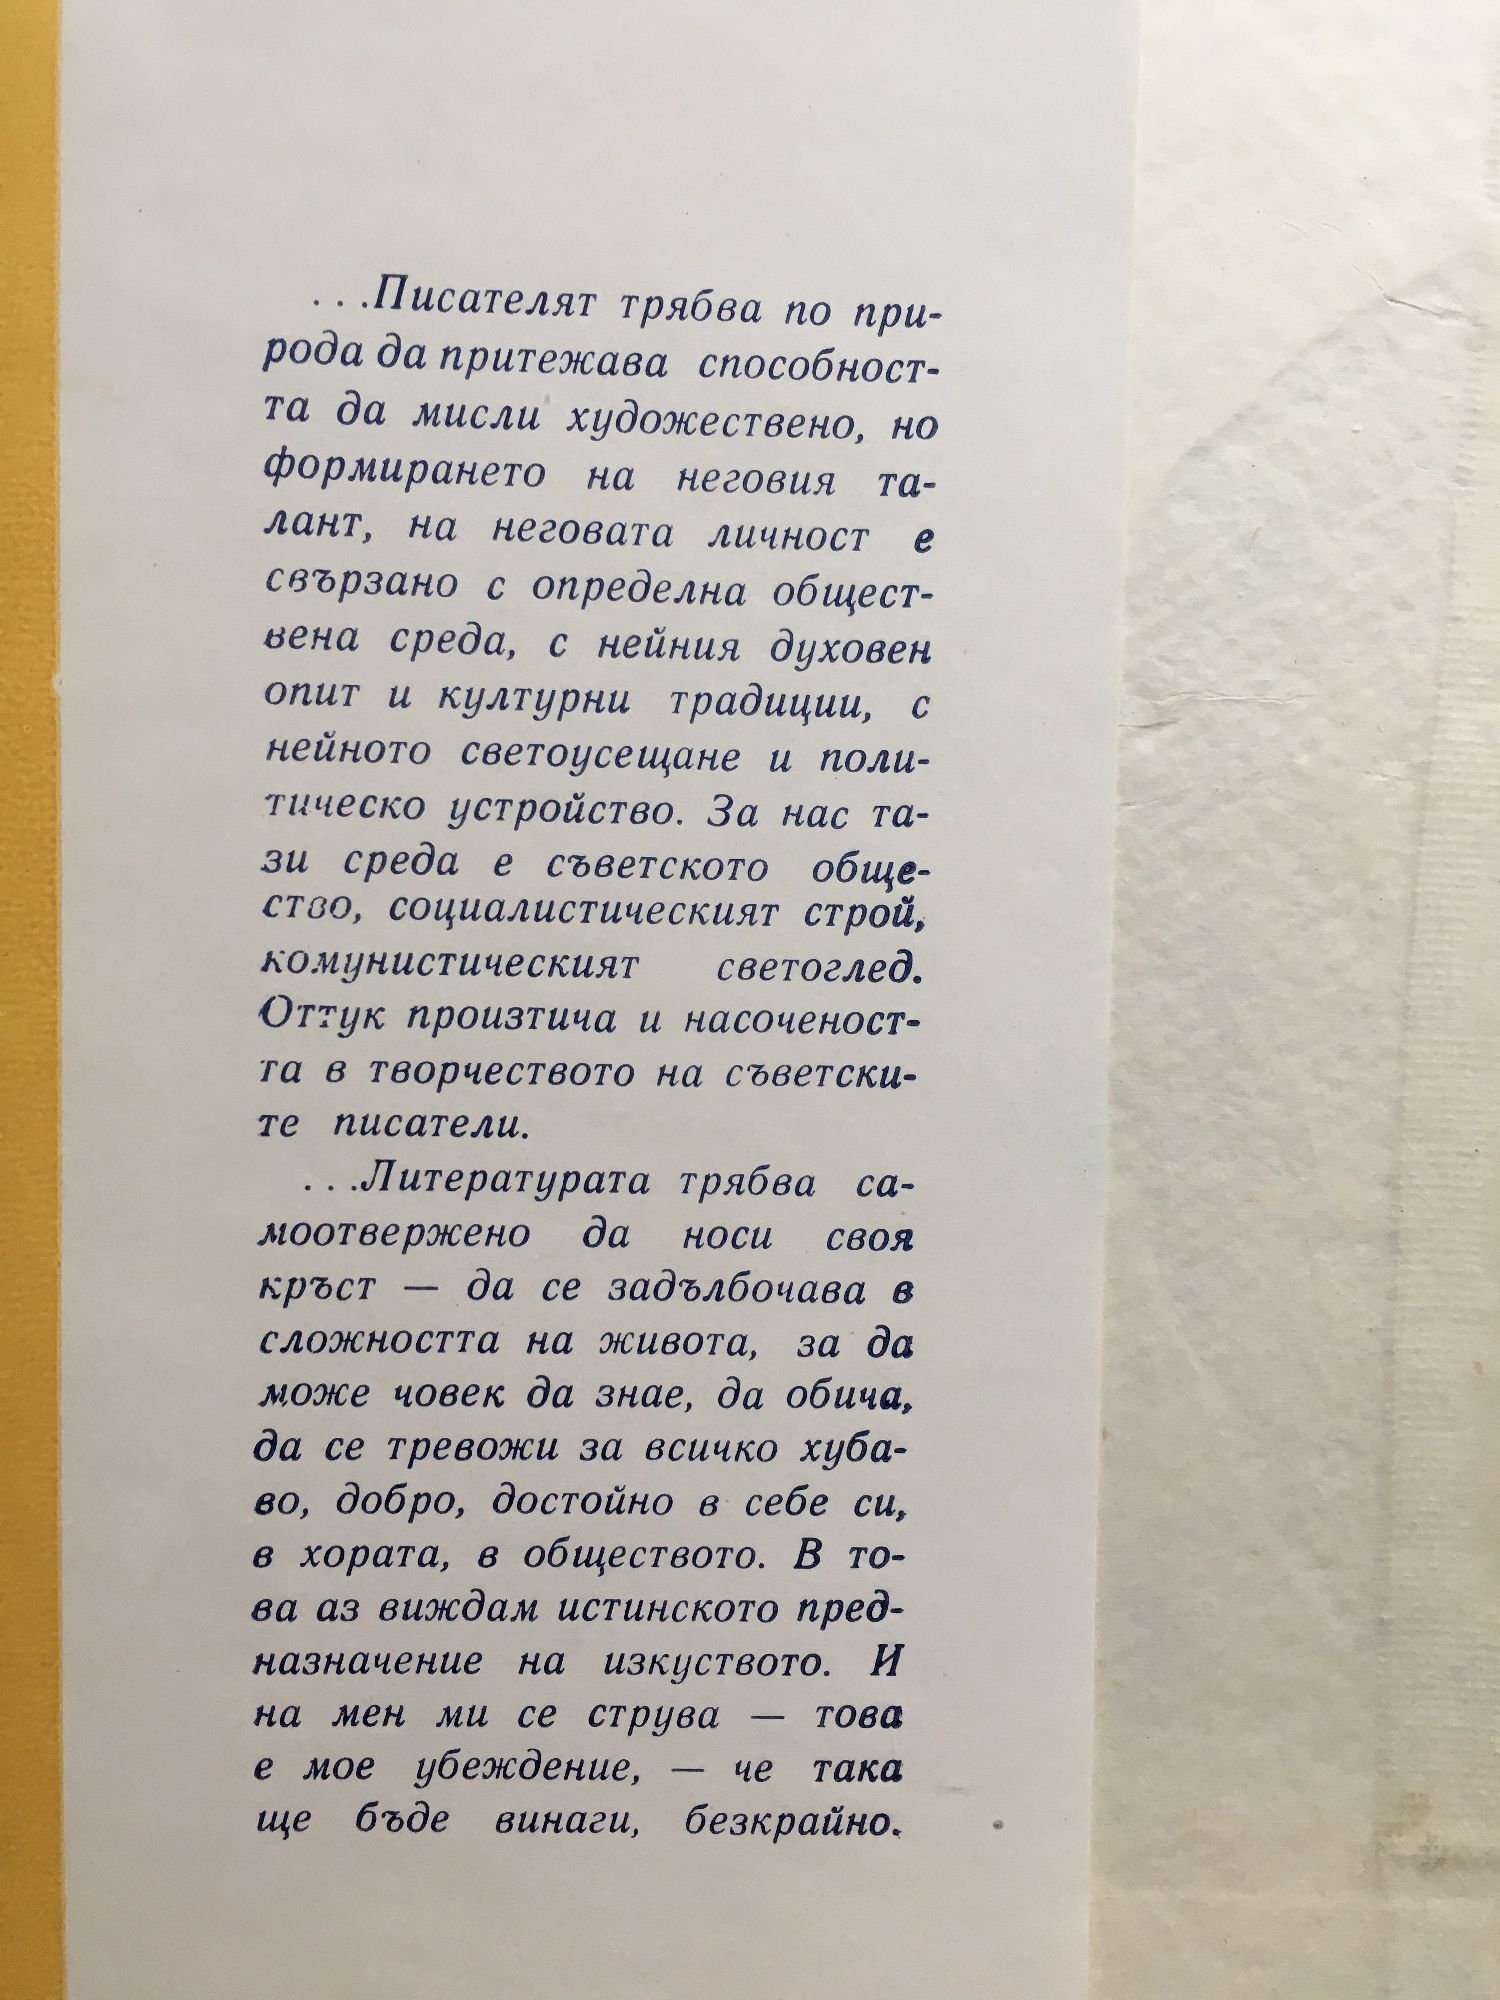 ...Писателят трябва по при-
рода да притежава способност-
та да мисли художествено, но
формирането на неговия та-
лант, на неговата личност е
свързано с определна общест-
вена среда, с нейния духовен
опит и културни традиции, с
нейното светоусещане и поли-
тическо устройство. За нас та-
зи среда е съветското обще-
ство, социалистическият строй,
комунистическият светоглед.
Оттук произтича и насоченост-
та в творчеството на съветски-
те писатели.
...Литературата трябва са-
моотвержено да носи своя
кръст — да се задълбочава в
сложността на живота, за да
може човек да знае, да обича,
да се тревожи за всичко хуба-
во, добро, достойно в себе си,
в хората, в обществото. В то-
ва аз виждам истинското пред-
назначение на изкуството. И
на мен ми се струва — това
е мое убеждение, — че така
ще бъде винаги, безкрайно.